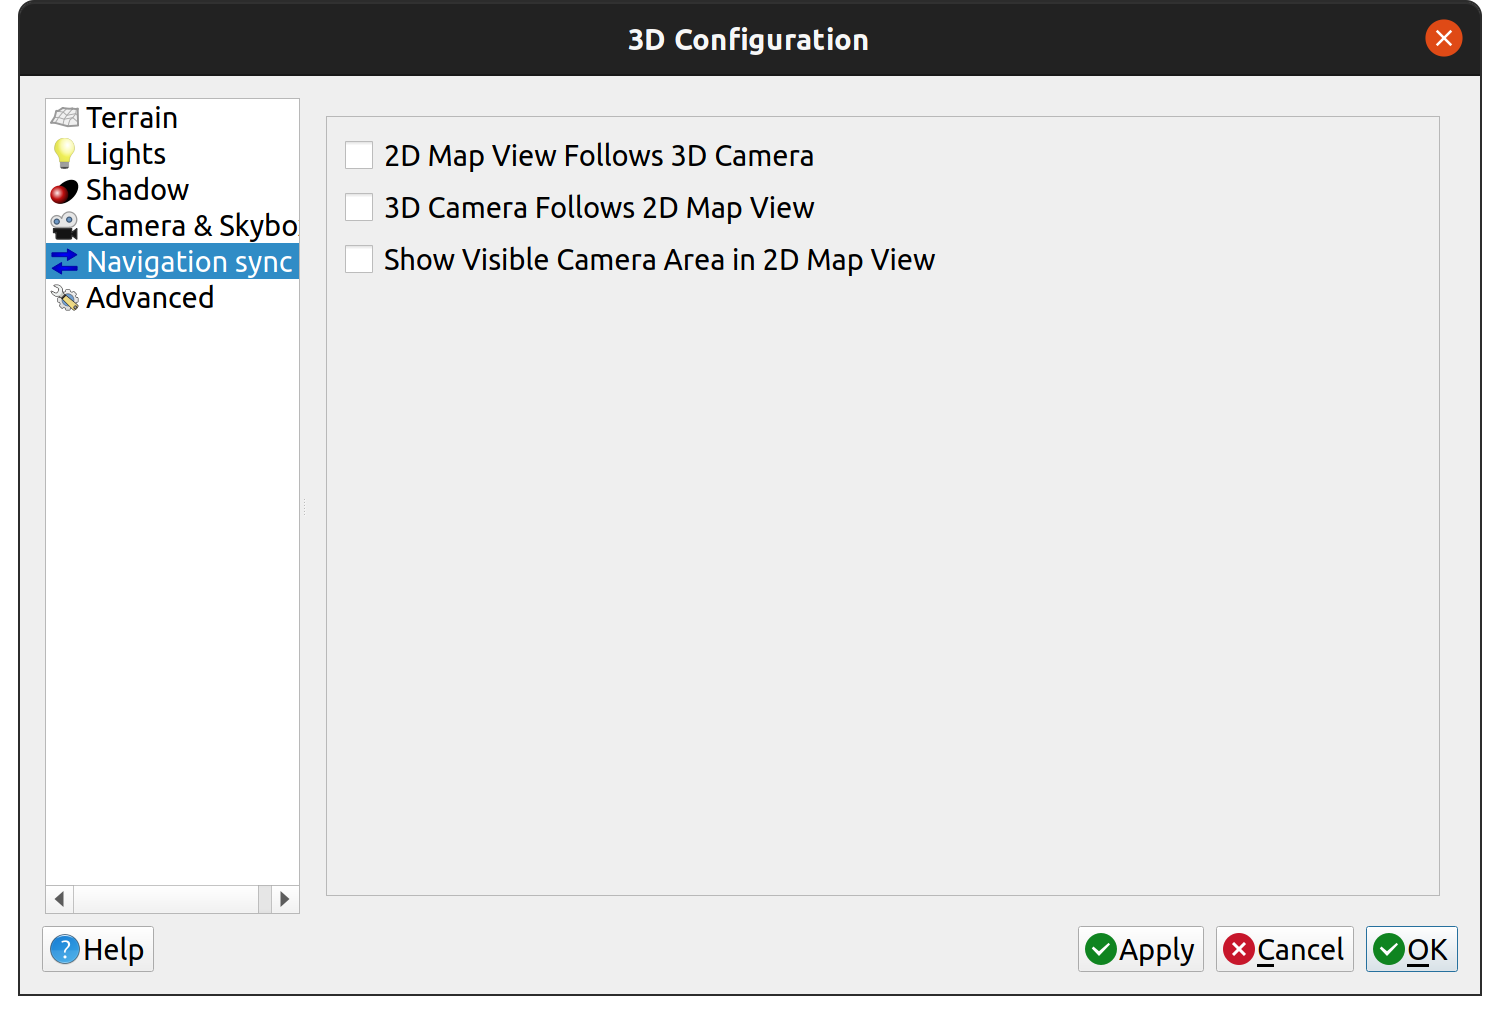 3D Configuration
Terrain
Lights
Shadow
Camera & Skybo
Navigation sync
Advanced
2D Map View Follows 3D Camera
3D Camera Follows 2D Map View
Show Visible Camera Area in 2D Map View
Help
Apply
Cancel
OK